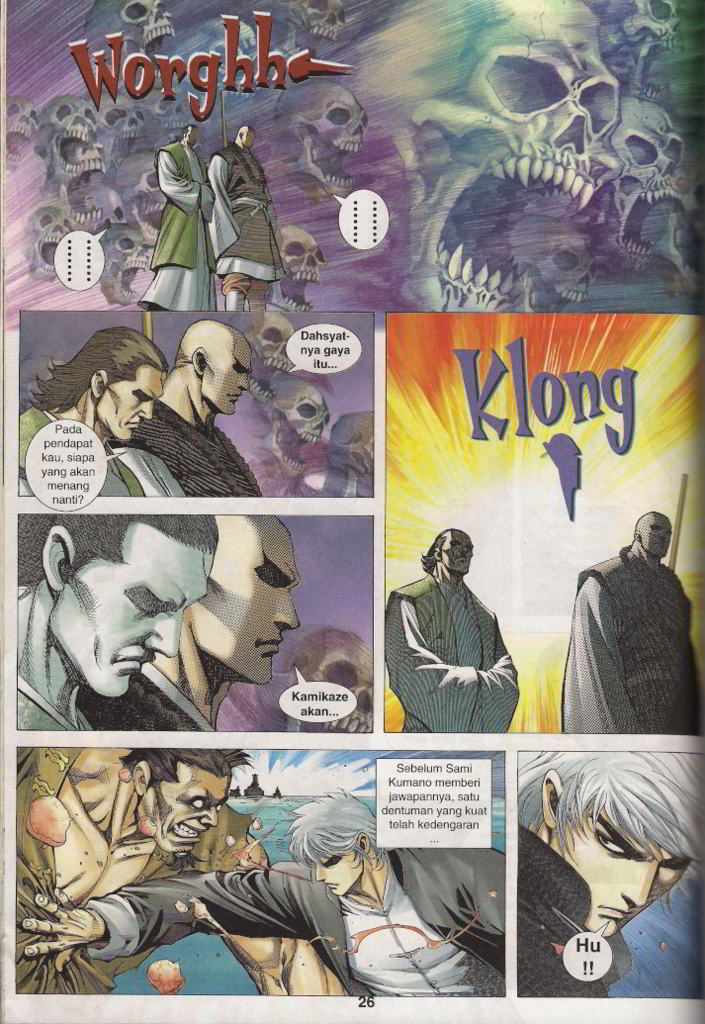 Worghh
Dahsyat-
nya gaya
itu...
Pada
pendapat
kau, siapa
yang akan
menang
nanti?
Kamikaze
akan...
Klong
Sebelum Sami
Kumano memberi
jawapannya, satu
dentuman yang kuat
telah kedengaran
...
Hu
!!
26